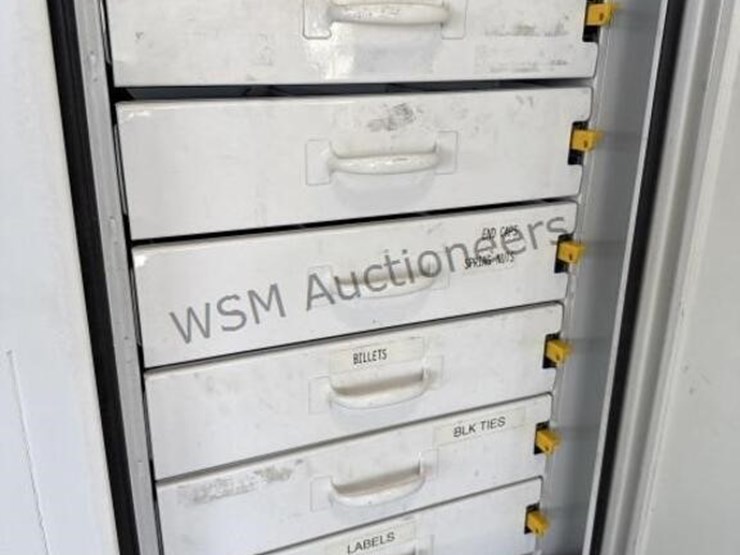 END CAPS
SPRING NUTS
WSM Auctioneers
BILLETS
BLK TIES
LABELS